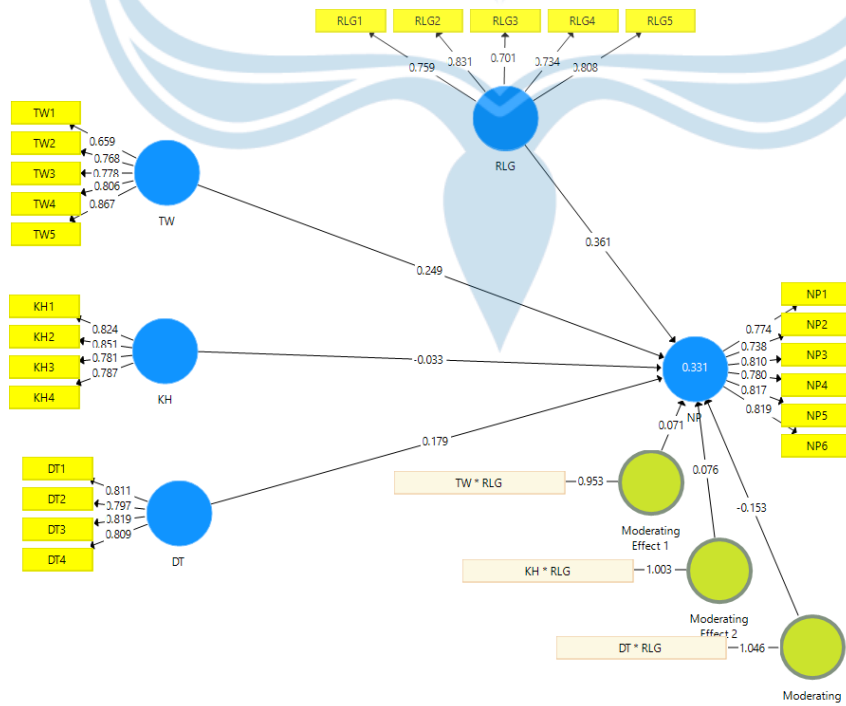 RLG1 RLG2 RLG3 RLG4 RLG5
0.759 0.831 0.701 0.734 0.808
RLG
TW1
TW2
TW3
TW4
TW5
0.659
0.768
0.778
0.806
0.867
TW
0.361
0.249
KH1
KH2
KH3
KH4
0.824
0.851
0.781
0.787
KH
-0.033
NP1
NP2
NP3
NP4
NP5
NP6
0.774
0.738
0.810
0.780
0.817
0.819
0.331
NP
DT1
DT2
DT3
DT4
0.811
0.797
0.819
0.809
DT
0.179
0.071
0.076
-0.153
TW * RLG
0.953
Moderating
Effect 1
KH * RLG
1.003
Moderating
Effect 2
DT * RLG
1.046
Moderating